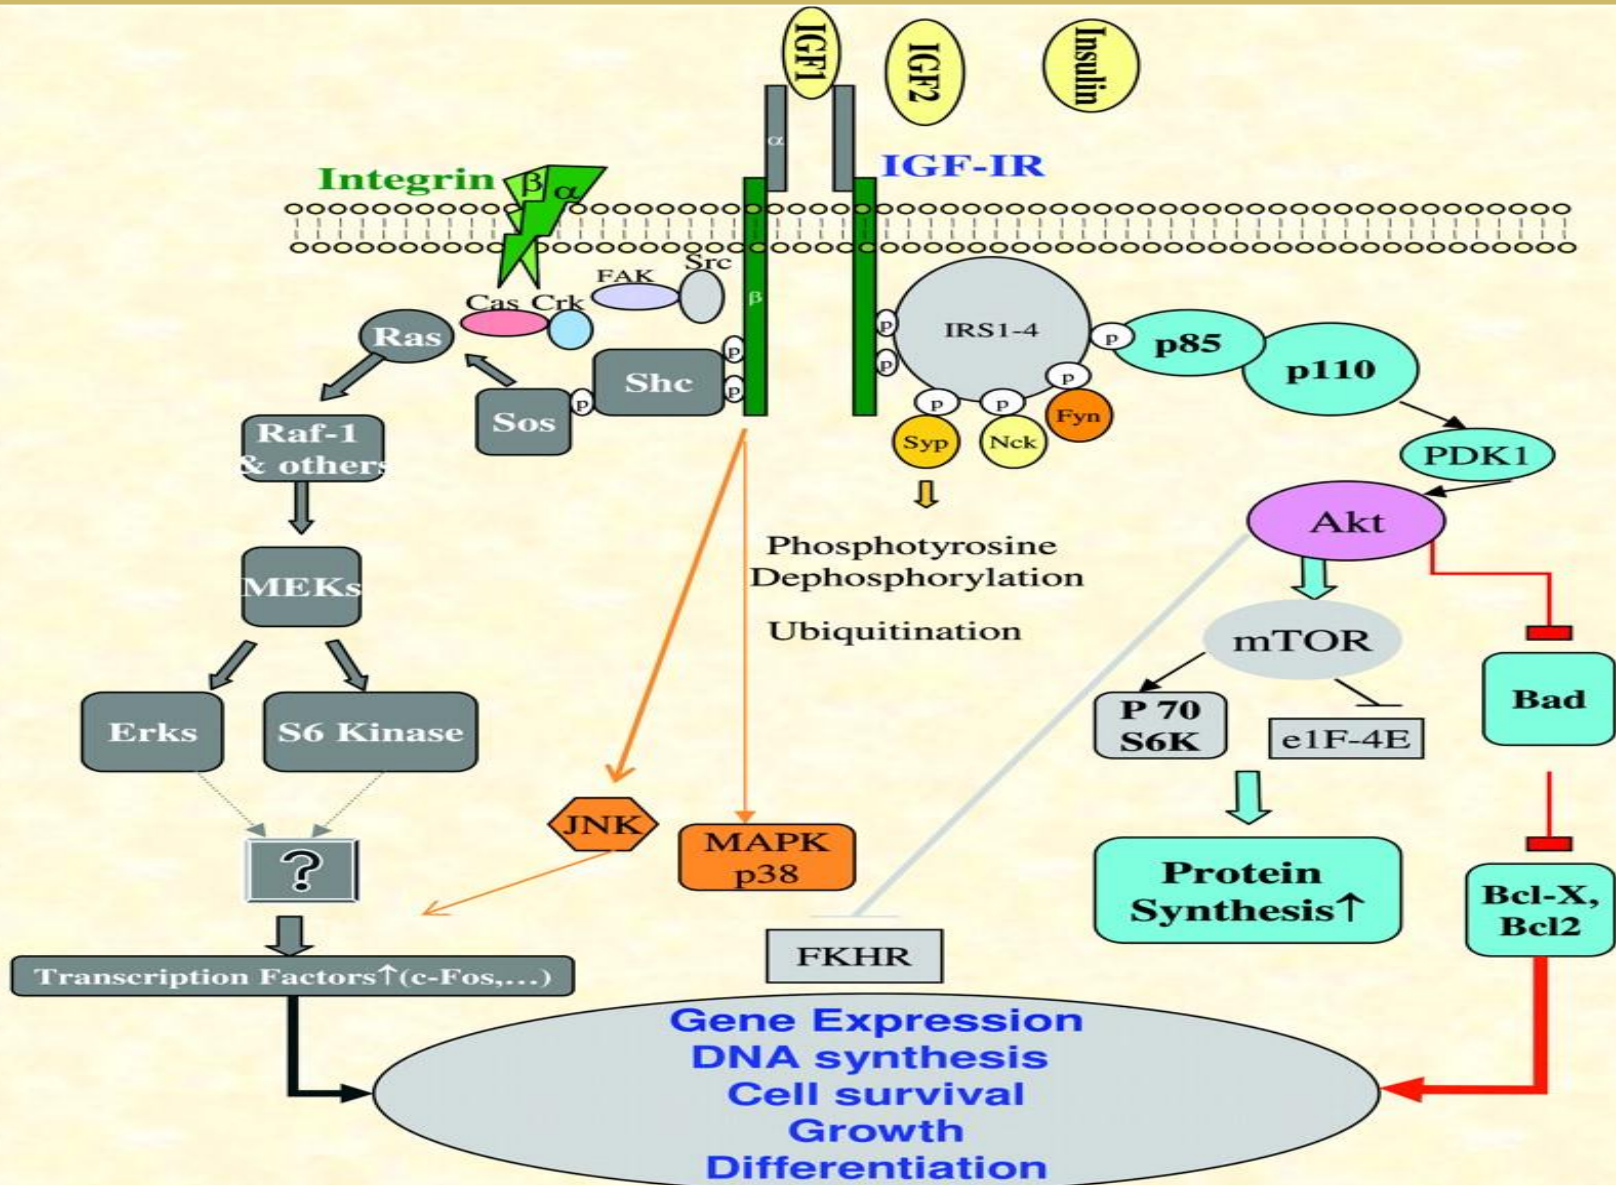 IGF1
IGF2
Insulin
α
IGF-IR
Integrin
β
α
Src
FAK
Cas
Crk
β
Ras
p
p
Shc
p
Sos
p
p
IRS1-4
p
p85
p110
p
p
p
Fyn
Syp
Nck
PDK1
Raf-1
& others
Akt
Phosphotyrosine
Dephosphorylation
Ubiquitination
MEKs
mTOR
Bad
Erks
S6 Kinase
P 70
S6K
e1F-4E
JNK
MAPK
p38
?
Protein
Synthesis↑
Bcl-X,
Bcl2
FKHR
Transcription Factors↑(c-Fos,...)
Gene Expression
DNA synthesis
Cell survival
Growth
Differentiation